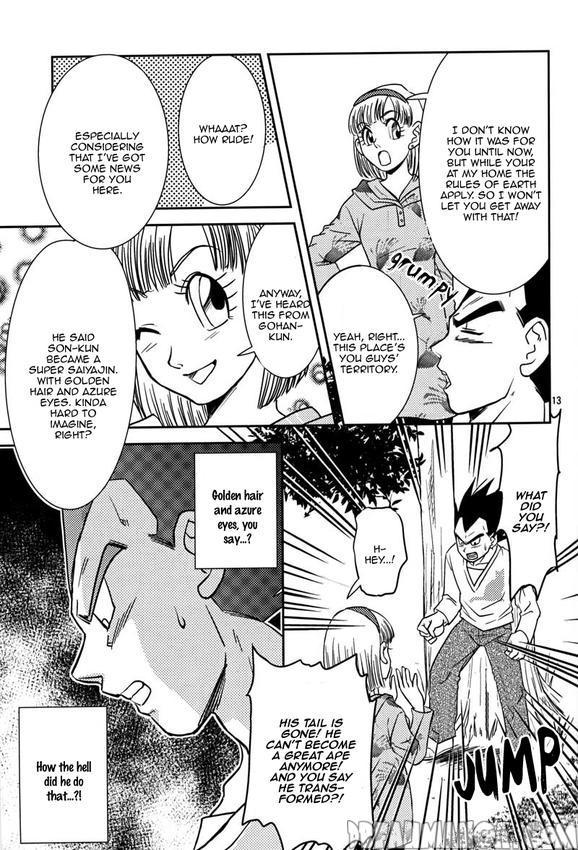 I DON'T KNOW
HOW IT WAS FOR
YOU UNTIL NOW,
BUT WHILE YOUR
AT MY HOME THE
RULES OF EARTH
APPLY. SO I WON'T
LET YOU GET AWAY
WITH THAT!
grumpy
YEAH, RIGHT...
THIS PLACE'S
YOU GUYS'
TERRITORY.
WHAAAT?
HOW RUDE!
ESPECIALLY
CONSIDERING
THAT I'VE GOT
SOME NEWS
FOR YOU
HERE.
ANYWAY,
I'VE HEARD
THIS FROM
GOHAN-
KUN.
HE SAID
SON-KUN
BECAME A
SUPER SAIYAJIN.
WITH GOLDEN
HAIR AND AZURE
EYES. KINDA
HARD TO
IMAGINE,
RIGHT?
13
WHAT
DID
YOU
SAY?!
H-
HEY...!
JUMP
Golden hair
and azure
eyes, you
say...?
HIS TAIL IS
GONE! HE
CAN'T BECOME
A GREAT APE
ANYMORE!
AND YOU SAY
HE TRANS-
FORMED?!
How the hell
did he do
that...?!